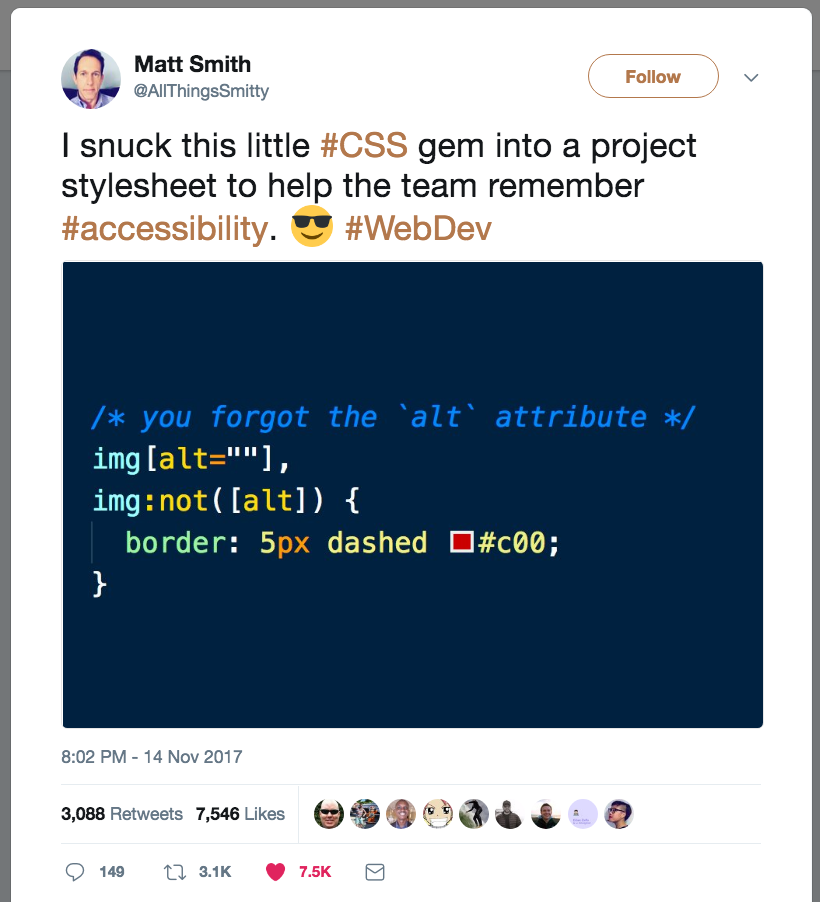 Matt Smith
@AllThingsSmitty
Follow
I snuck this little #CSS gem into a project
stylesheet to help the team remember
#accessibility. 😎 #WebDev
/* you forgot the `alt` attribute */
img[alt=""],
img:not([alt]) {
border: 5px dashed #c00;
}
8:02 PM - 14 Nov 2017
3,088 Retweets 7,546 Likes
149 3.1K 7.5K